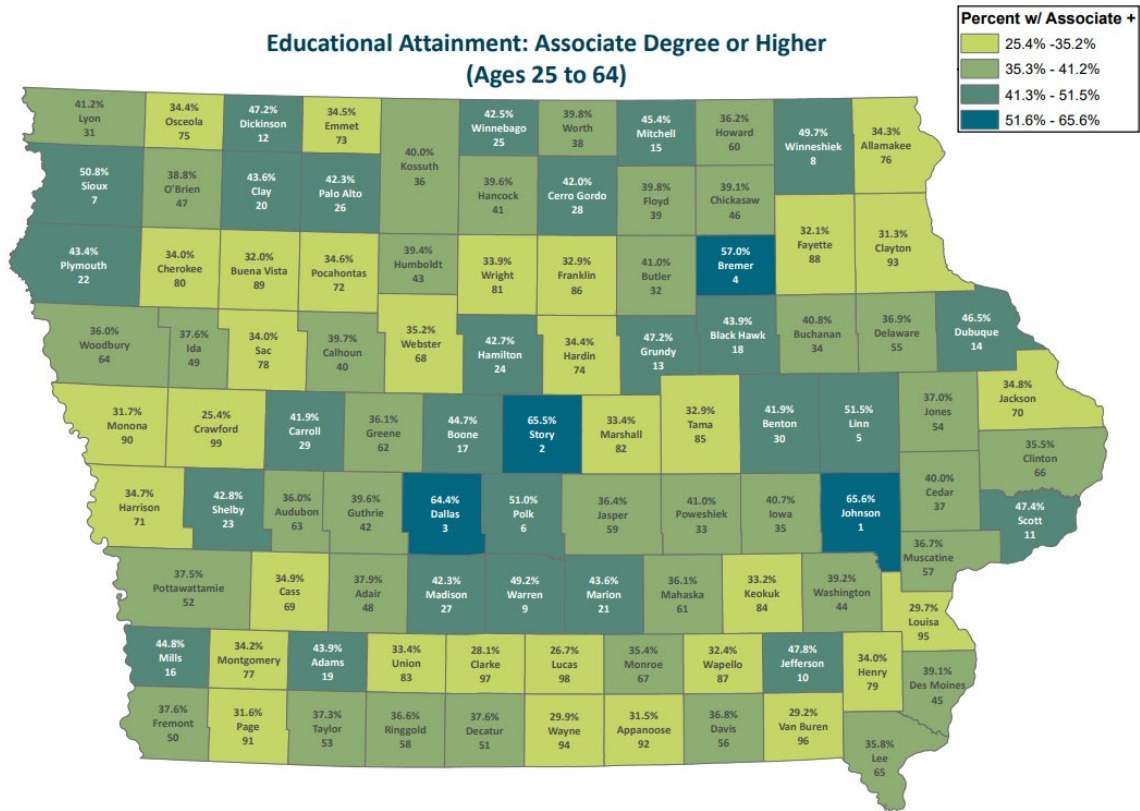 Educational Attainment: Associate Degree or Higher
(Ages 25 to 64)
Percent w/ Associate +
25.4% -35.2%
35.3% - 41.2%
41.3% - 51.5%
51.6% - 65.6%
41.2%
Lyon
31
34.4%
Osceola
75
47.2%
Dickinson
12
34.5%
Emmet
73
40.0%
Kossuth
36
42.5%
Winnebago
25
39.8%
Worth
38
45.4%
Mitchell
15
36.2%
Howard
60
49.7%
Winneshiek
8
34.3%
Allamakee
76
50.8%
Sioux
7
38.8%
O'Brien
47
43.6%
Clay
20
42.3%
Palo Alto
26
39.6%
Hancock
41
42.0%
Cerro Gordo
28
39.8%
Floyd
39
39.1%
Chickasaw
46
43.4%
Plymouth
22
34.0%
Cherokee
80
32.0%
Buena Vista
89
34.6%
Pocahontas
72
39.4%
Humboldt
43
33.9%
Wright
81
32.9%
Franklin
86
41.0%
Butler
32
57.0%
Bremer
4
32.1%
Fayette
88
31.3%
Clayton
93
36.0%
Woodbury
64
37.6%
Ida
49
34.0%
Sac
78
39.7%
Calhoun
40
35.2%
Webster
68
42.7%
Hamilton
24
34.4%
Hardin
74
47.2%
Grundy
13
43.9%
Black Hawk
18
40.8%
Buchanan
34
36.9%
Delaware
55
46.5%
Dubuque
14
31.7%
Monona
90
25.4%
Crawford
99
41.9%
Carroll
29
36.1%
Greene
62
44.7%
Boone
17
65.5%
Story
2
33.4%
Marshall
82
32.9%
Tama
85
41.9%
Benton
30
51.5%
Linn
5
37.0%
Jones
54
34.8%
Jackson
70
35.5%
Clinton
66
34.7%
Harrison
71
42.8%
Shelby
23
36.0%
Audubon
63
39.6%
Guthrie
42
64.4%
Dallas
3
51.0%
Polk
6
36.4%
Jasper
59
41.0%
Poweshiek
33
40.7%
Iowa
35
65.6%
Johnson
1
40.0%
Cedar
37
47.4%
Scott
11
36.7%
Muscatine
57
37.5%
Pottawattamie
52
34.9%
Cass
69
37.9%
Adair
48
42.3%
Madison
27
49.2%
Warren
9
43.6%
Marion
21
36.1%
Mahaska
61
33.2%
Keokuk
84
39.2%
Washington
44
29.7%
Louisa
95
44.8%
Mills
16
34.2%
Montgomery
77
43.9%
Adams
19
33.4%
Union
83
28.1%
Clarke
97
26.7%
Lucas
98
35.4%
Monroe
67
32.4%
Wapello
87
47.8%
Jefferson
10
34.0%
Henry
79
39.1%
Des Moines
45
37.6%
Fremont
50
31.6%
Page
91
37.3%
Taylor
53
36.6%
Ringgold
58
37.6%
Decatur
51
29.9%
Wayne
94
31.5%
Appanoose
92
36.8%
Davis
56
29.2%
Van Buren
96
35.8%
Lee
65